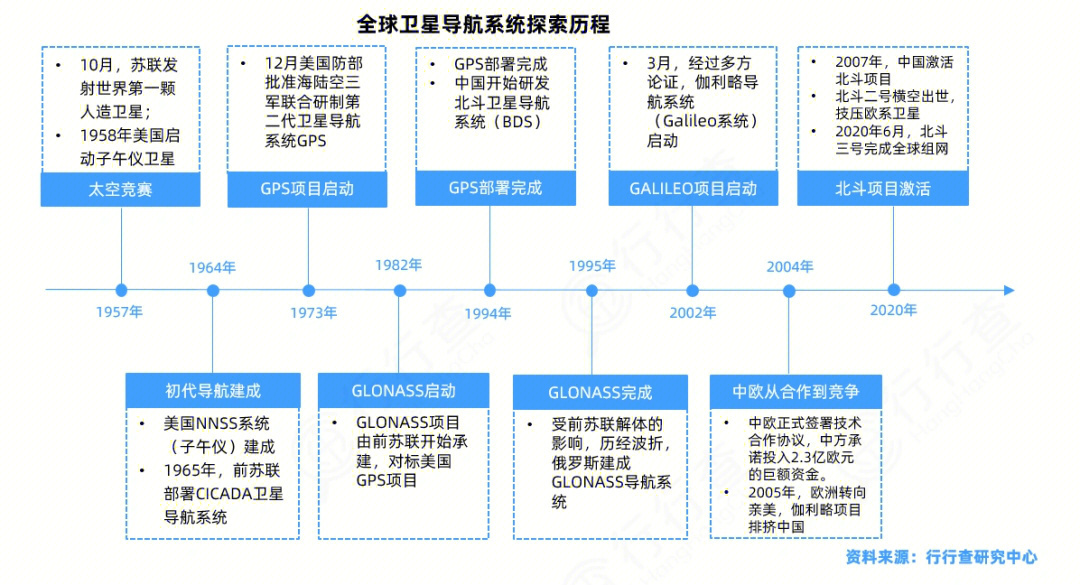 全球卫星导航系统探索历程
• 10月，苏联发
射世界第一颗
人造卫星；
• 1958年美国启
动子午仪卫星
太空竞赛
• 12月美国防部
批准海陆空三
军联合研制第
二代卫星导航
系统GPS
GPS项目启动
• GPS部署完成
• 中国开始研发
北斗卫星导航
系统（BDS）
GPS部署完成
• 3月，经过多方
论证，伽利略导
航系统
（Galileo系统）
启动
GALILEO项目启动
• 2007年，中国激活
北斗项目
• 北斗二号横空出世，
技压欧系卫星
• 2020年6月，北斗
三号完成全球组网
北斗项目激活
1964年
1982年
1995年
2004年
1957年
1973年
1994年
2002年
2020年
初代导航建成
• 美国NNSS系统
（子午仪）建成
• 1965年，前苏联
部署CICADA卫星
导航系统
GLONASS启动
• GLONASS项目
由前苏联开始承
建，对标美国
GPS项目
GLONASS完成
• 受前苏联解体的
影响，历经波折，
俄罗斯建成
GLONASS导航系
统
中欧从合作到竞争
• 中欧正式签署技术
合作协议，中方承
诺投入2.3亿欧元
的巨额资金。
• 2005年，欧洲转向
亲美，伽利略项目
排挤中国
资料来源：行行查研究中心
行行查
HangHangCha
行行查
HangHangCha
行行查
HangHangCha